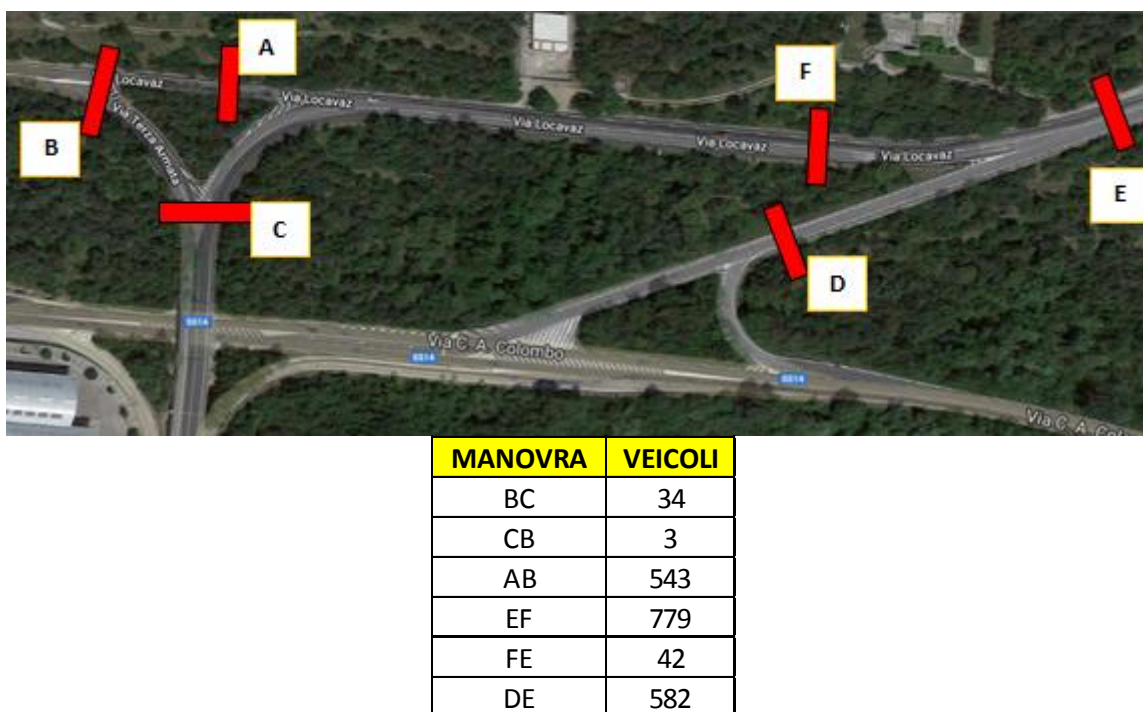 A
F
Locavaz
Via Locavaz
Via Terza Armata
Via Locavaz
Via Locavaz
Via Locavaz
B
E
C
D
SS14
Via C. A. Colombo
SS14
SS14
Via C. A.
MANOVRA VEICOLI
BC 34
CB 3
AB 543
EF 779
FE 42
DE 582